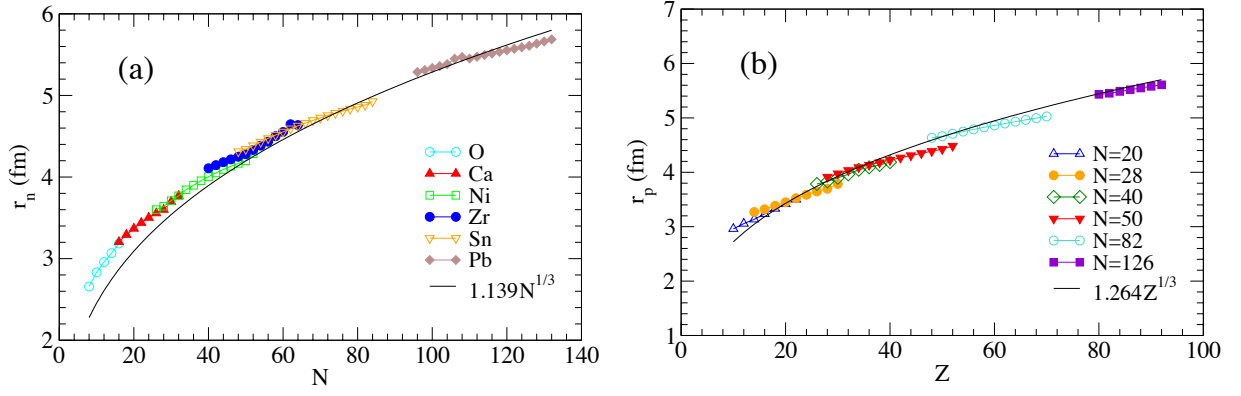 (a)
r_n (fm)
6
5
4
3
2
0
20
40
60
80
100
120
140
N
O
Ca
Ni
Zr
Sn
Pb
1.139N^{1/3}
(b)
r_p (fm)
7
6
5
4
3
2
1
0
20
40
60
80
100
Z
N=20
N=28
N=40
N=50
N=82
N=126
1.264Z^{1/3}